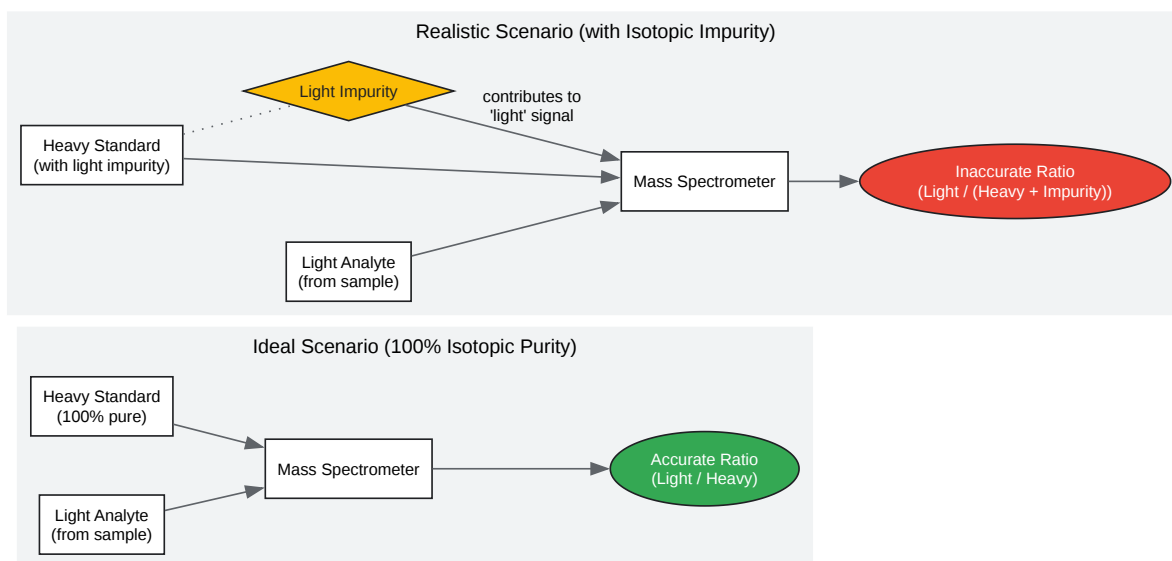 Realistic Scenario (with Isotopic Impurity)
Light Impurity
contributes to
'light' signal
Heavy Standard
(with light impurity)
Mass Spectrometer
Inaccurate Ratio
(Light / (Heavy + Impurity))
Light Analyte
(from sample)
Ideal Scenario (100% Isotopic Purity)
Heavy Standard
(100% pure)
Mass Spectrometer
Accurate Ratio
(Light / Heavy)
Light Analyte
(from sample)